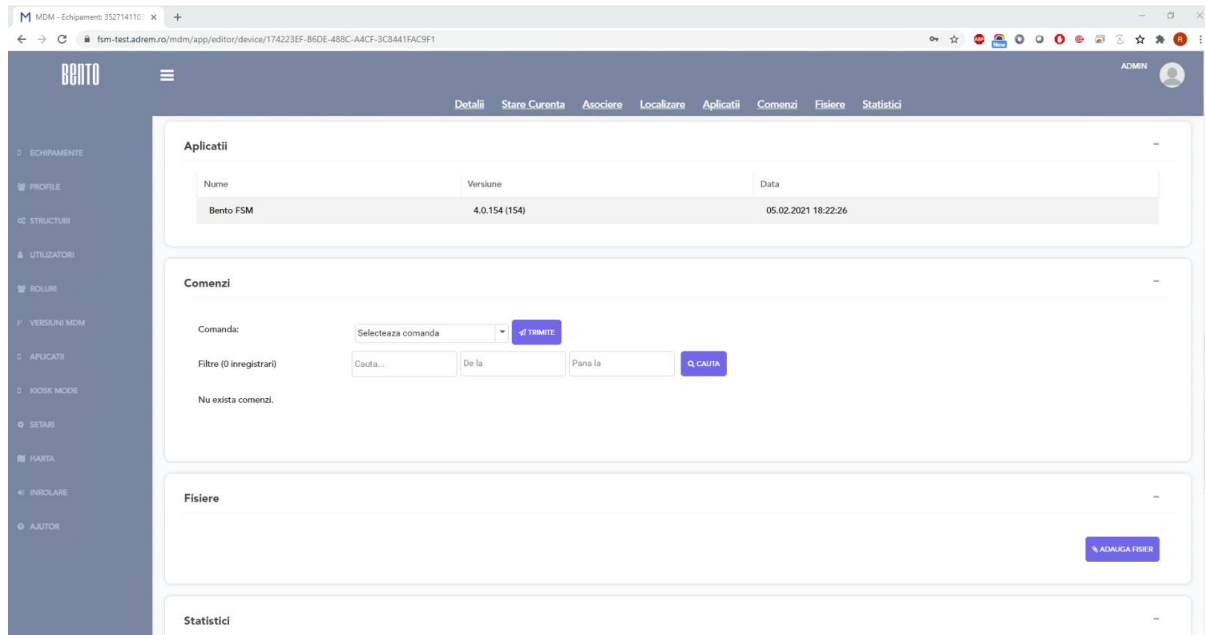 MDM - Echipament: 3527141103
fsm-test.adrem.ro/mdm/app/editor/device/174223EF-B6DE-488C-A4CF-3C8441FAC9F1
BENTO
ADMIN
Detalii Stare Curenta Asociere Localizare Aplicatii Comenzi Fisiere Statistici
ECHIPAMENTE
PROFILE
STRUCTURI
UTILIZATORI
ROLURI
VERSIUNI MDM
APLICATII
KIOSK MODE
SETARI
HARTA
INROLARE
AJUTOR
Aplicatii
Nume Versiune Data
Bento FSM 4.0.154 (154) 05.02.2021 18:22:26
Comenzi
Comanda: Selecteaza comanda TRIMITE
Filtre (0 inregistrari) Cauta... De la Pana la CAUTA
Nu exista comenzi.
Fisiere
ADAUGA FISIER
Statistici